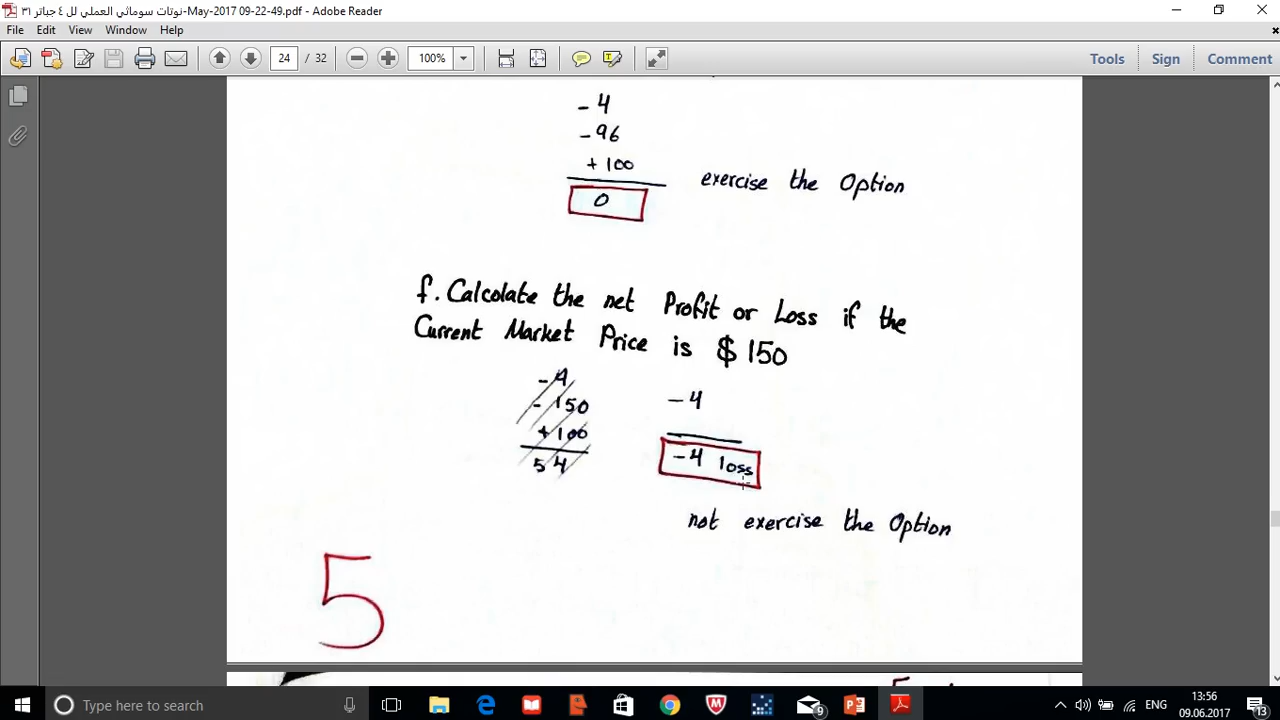 نوتات سوماثي العملي لل ٤ جباتر ٣١-May-2017 09-22-49.pdf - Adobe Reader
File Edit View Window Help
24 / 32 100% Tools Sign Comment
- 4
- 96
+ 100
0
exercise the Option
f. Calcolate the net Profit or Loss if the
Current Market Price is $ 150
- 4
- 150
+ 100
54
- 4
- 4 loss
not exercise the Option
5
Type here to search
9
ENG
13:56
09.06.2017
13